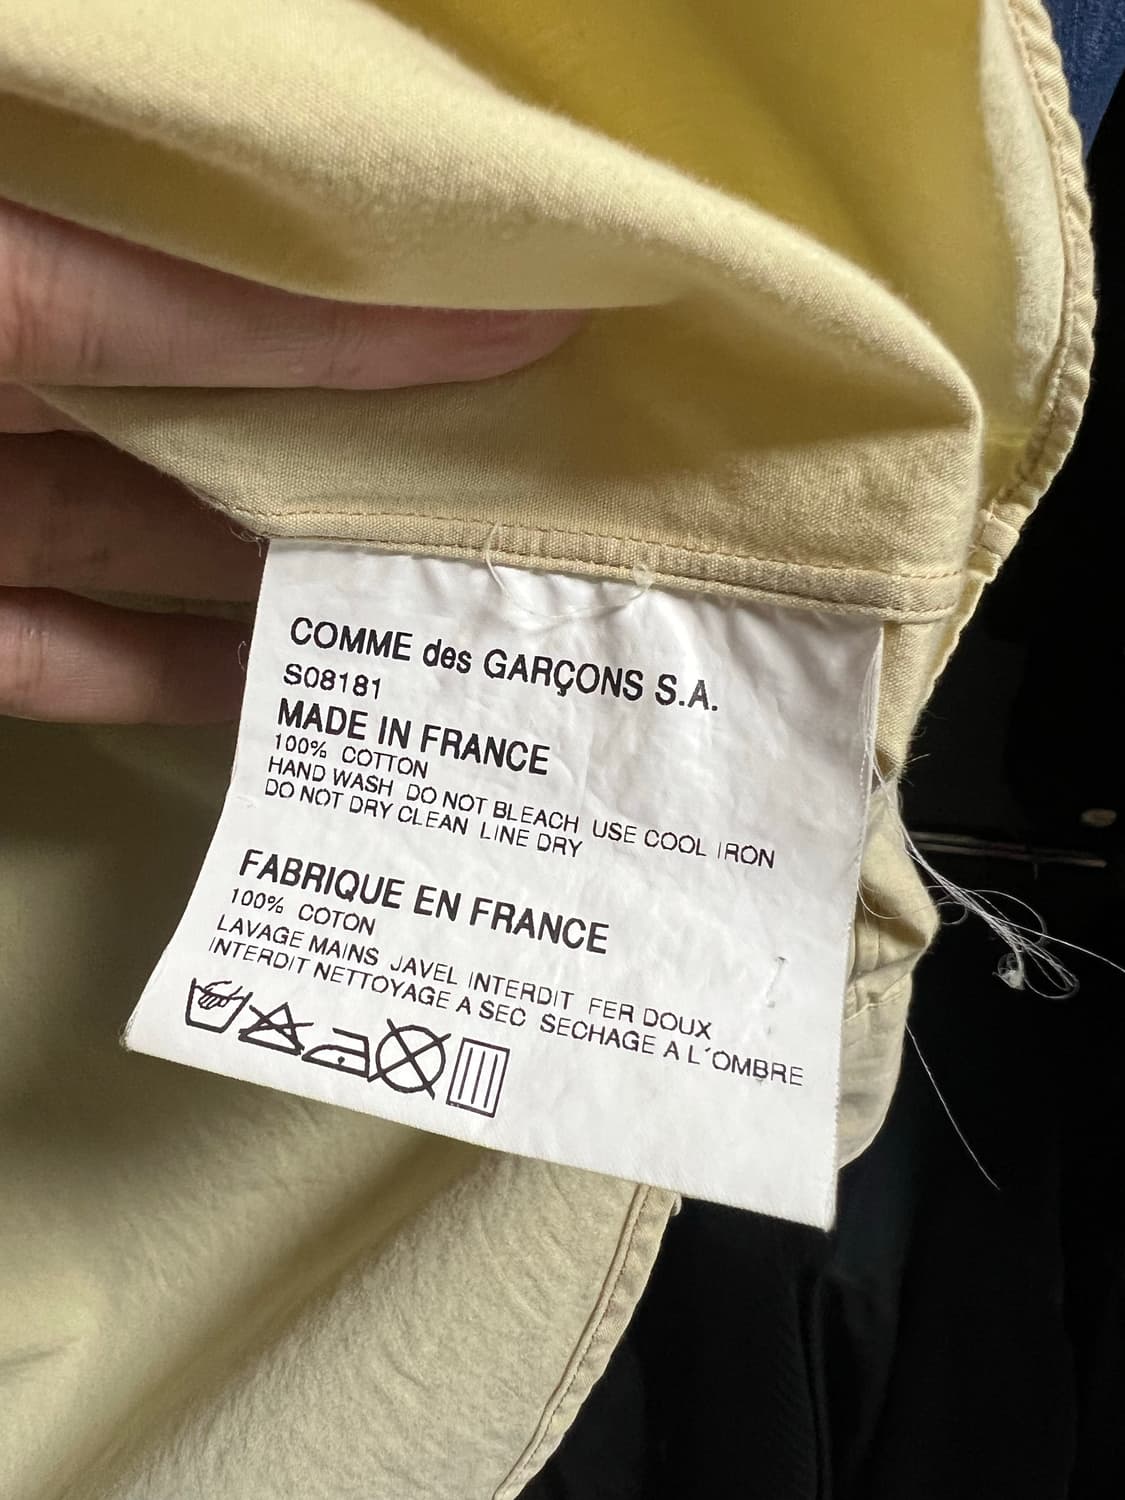 COMME des GARÇONS S.A.
S08181
MADE IN FRANCE
100% COTTON
HAND WASH DO NOT BLEACH USE COOL IRON
DO NOT DRY CLEAN LINE DRY
FABRIQUE EN FRANCE
100% COTON
LAVAGE MAINS JAVEL INTERDIT FER DOUX
INTERDIT NETTOYAGE A SEC SECHAGE A L´OMBRE